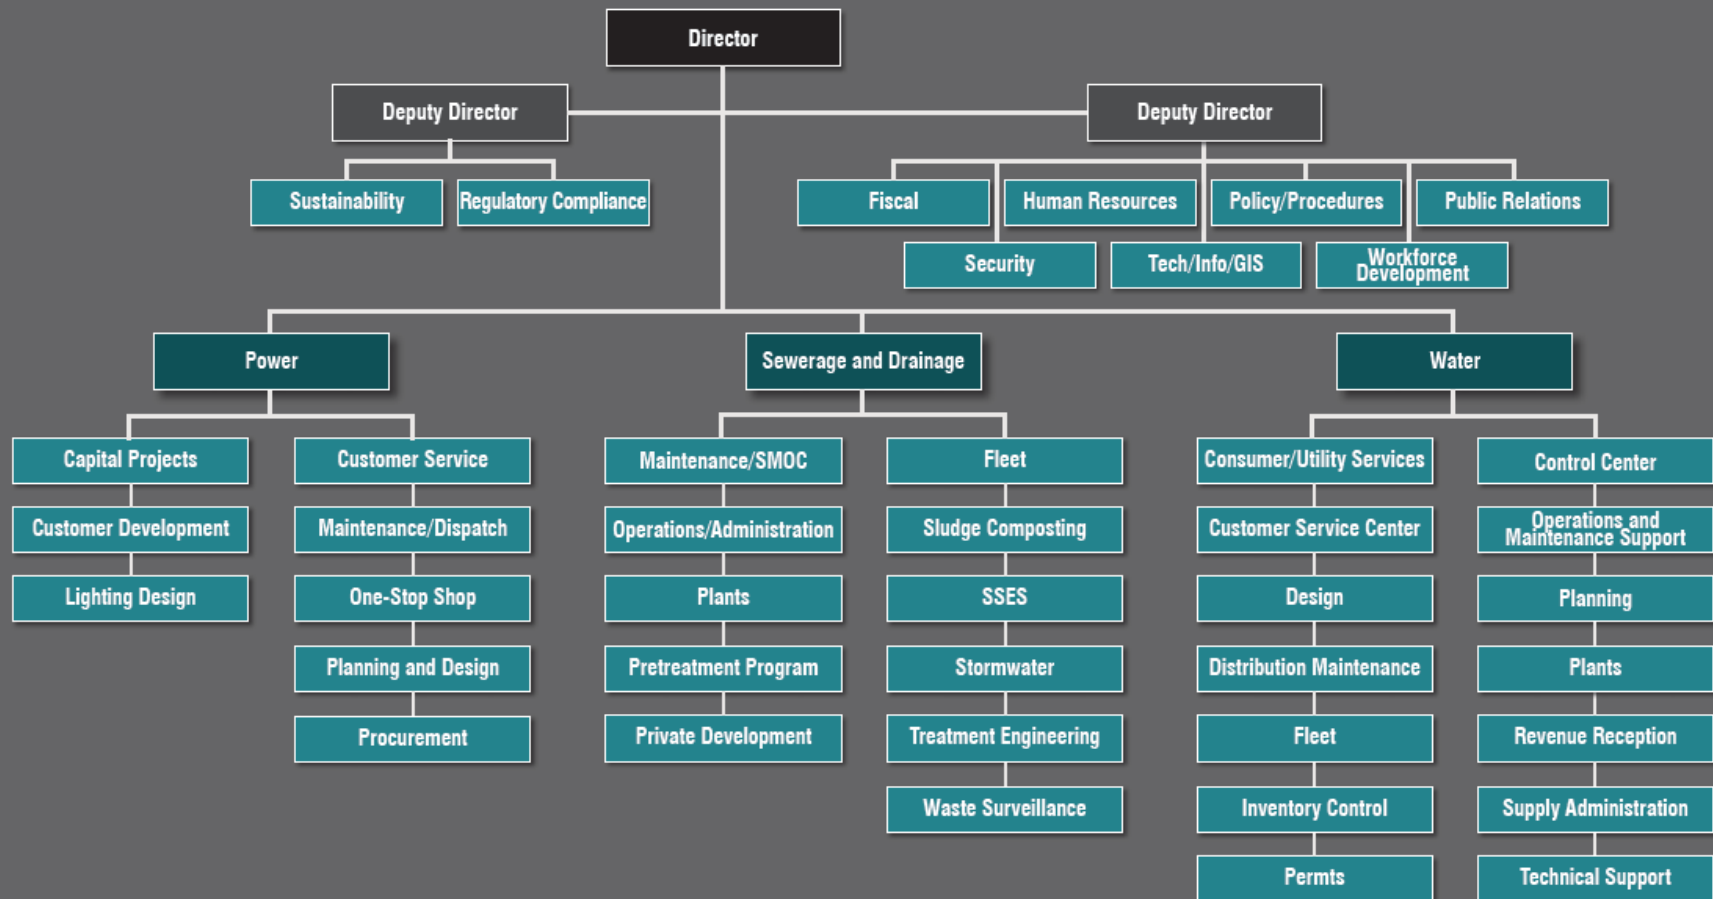 Director
Deputy Director
Deputy Director
Sustainability
Regulatory Compliance
Fiscal
Human Resources
Policy/Procedures
Public Relations
Security
Tech/Info/GIS
Workforce
Development
Power
Sewerage and Drainage
Water
Capital Projects
Customer Development
Lighting Design
Customer Service
Maintenance/Dispatch
One-Stop Shop
Planning and Design
Procurement
Maintenance/SMOC
Operations/Administration
Plants
Pretreatment Program
Private Development
Fleet
Sludge Composting
SSES
Stormwater
Treatment Engineering
Waste Surveillance
Consumer/Utility Services
Customer Service Center
Design
Distribution Maintenance
Fleet
Inventory Control
Permts
Control Center
Operations and
Maintenance Support
Planning
Plants
Revenue Reception
Supply Administration
Technical Support